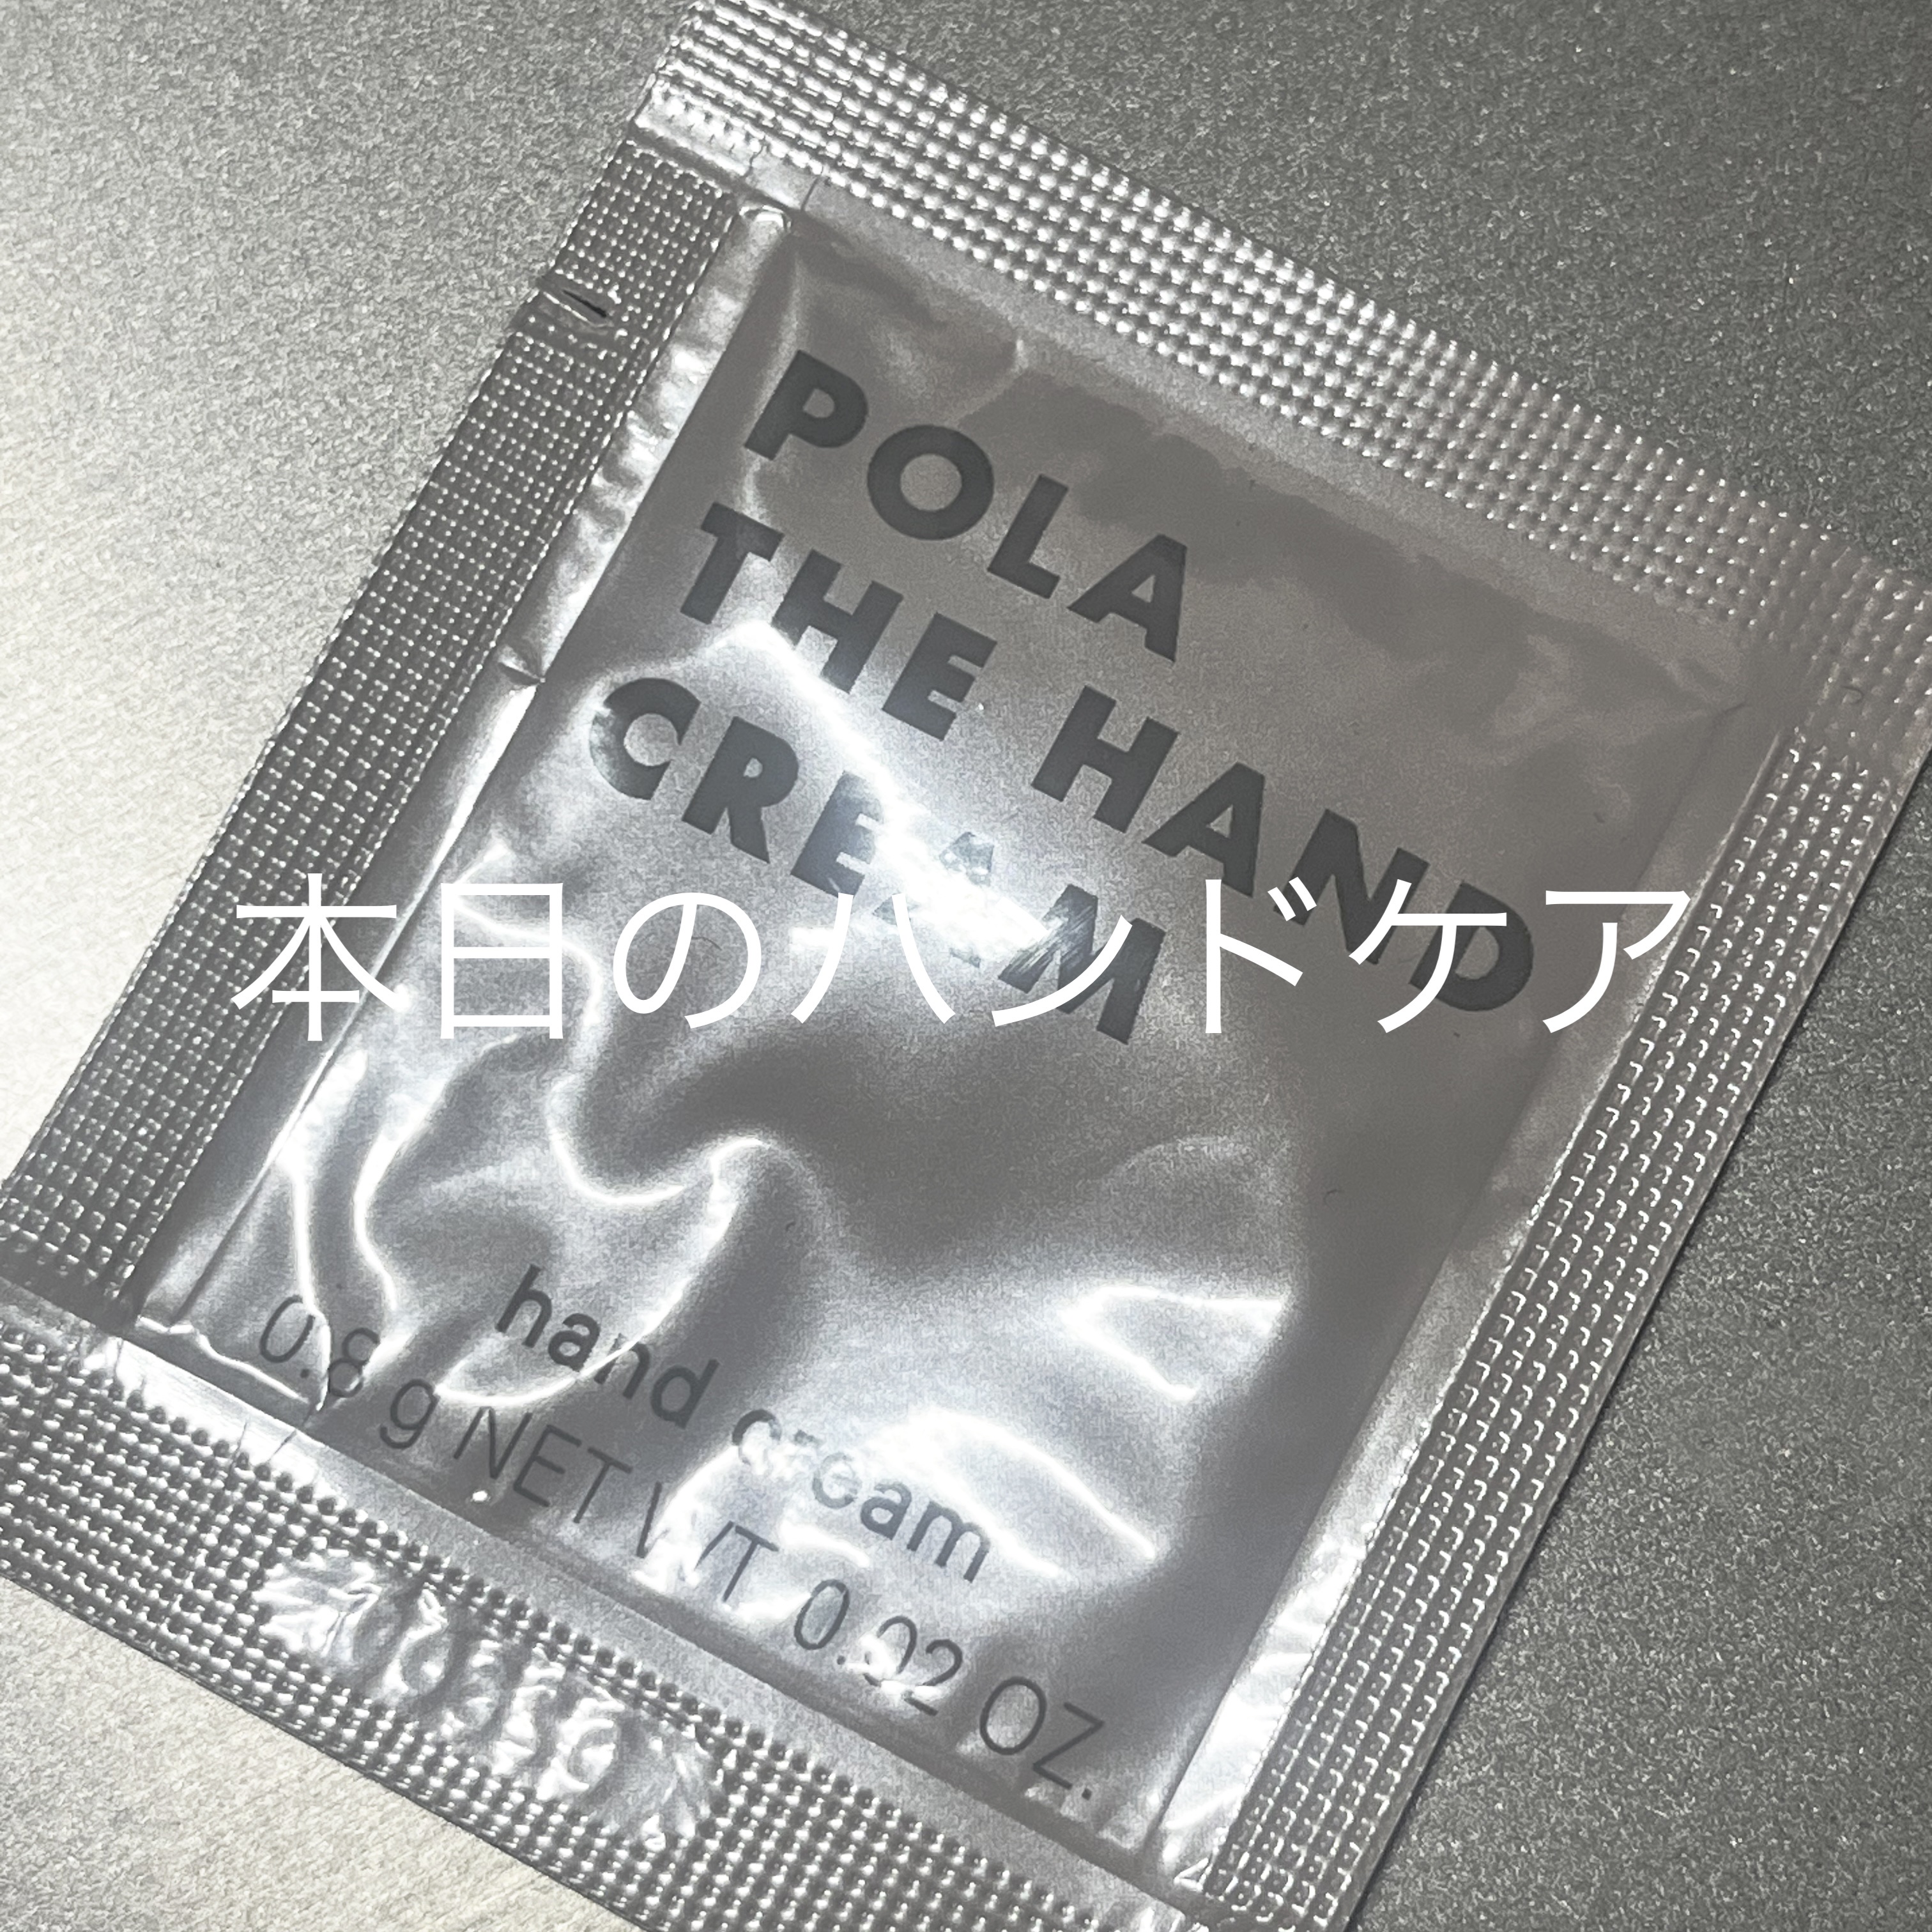 POLA
THE HAND
CREAM
本日のハンドケア
hand cream
0.8 g NET WT 0.02 OZ.